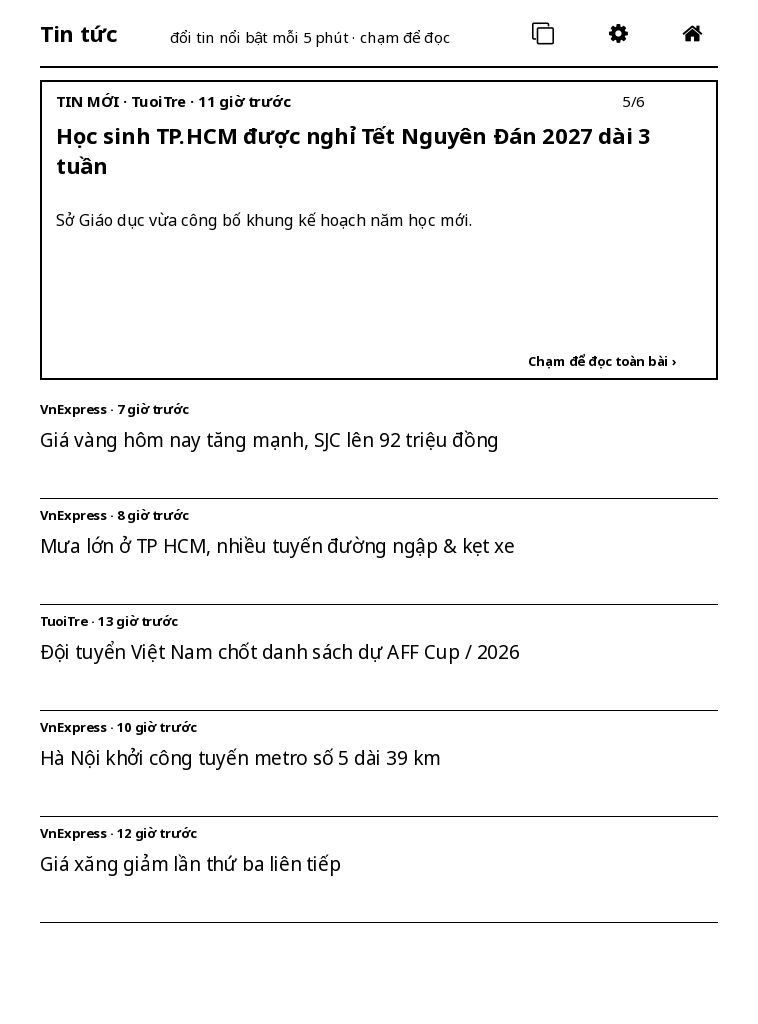 Tin tức
đổi tin nổi bật mỗi 5 phút · chạm để đọc
TIN MỚI · TuoiTre · 11 giờ trước
5/6
Học sinh TP.HCM được nghỉ Tết Nguyên Đán 2027 dài 3
tuần
Sở Giáo dục vừa công bố khung kế hoạch năm học mới.
Chạm để đọc toàn bài ›
VnExpress · 7 giờ trước
Giá vàng hôm nay tăng mạnh, SJC lên 92 triệu đồng
VnExpress · 8 giờ trước
Mưa lớn ở TP HCM, nhiều tuyến đường ngập & kẹt xe
TuoiTre · 13 giờ trước
Đội tuyển Việt Nam chốt danh sách dự AFF Cup / 2026
VnExpress · 10 giờ trước
Hà Nội khởi công tuyến metro số 5 dài 39 km
VnExpress · 12 giờ trước
Giá xăng giảm lần thứ ba liên tiếp